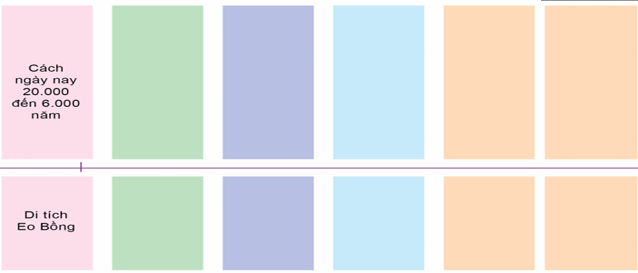 Cách
ngày nay
20.000
đến 6.000
năm
Di tích
Eo Bồng